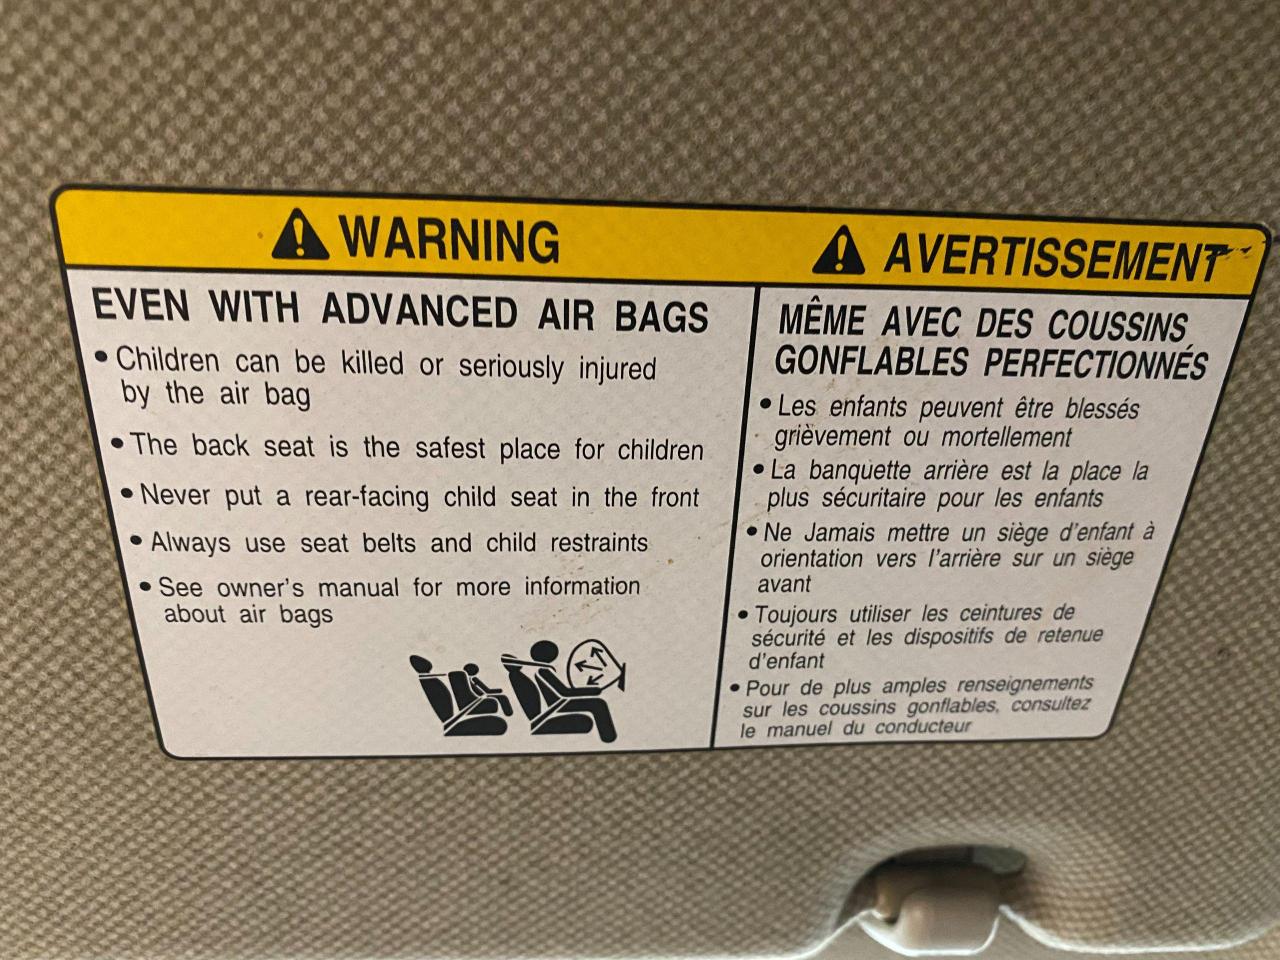 WARNING
EVEN WITH ADVANCED AIR BAGS
• Children can be killed or seriously injured
by the air bag
• The back seat is the safest place for children
• Never put a rear-facing child seat in the front
• Always use seat belts and child restraints
• See owner's manual for more information
about air bags
AVERTISSEMENT
MÊME AVEC DES COUSSINS
GONFLABLES PERFECTIONNÉS
• Les enfants peuvent être blessés
grièvement ou mortellement
• La banquette arrière est la place la
plus sécuritaire pour les enfants
• Ne Jamais mettre un siège d'enfant à
orientation vers l'arrière sur un siège
avant
• Toujours utiliser les ceintures de
sécurité et les dispositifs de retenue
d'enfant
• Pour de plus amples renseignements
sur les coussins gonflables, consultez
le manuel du conducteur